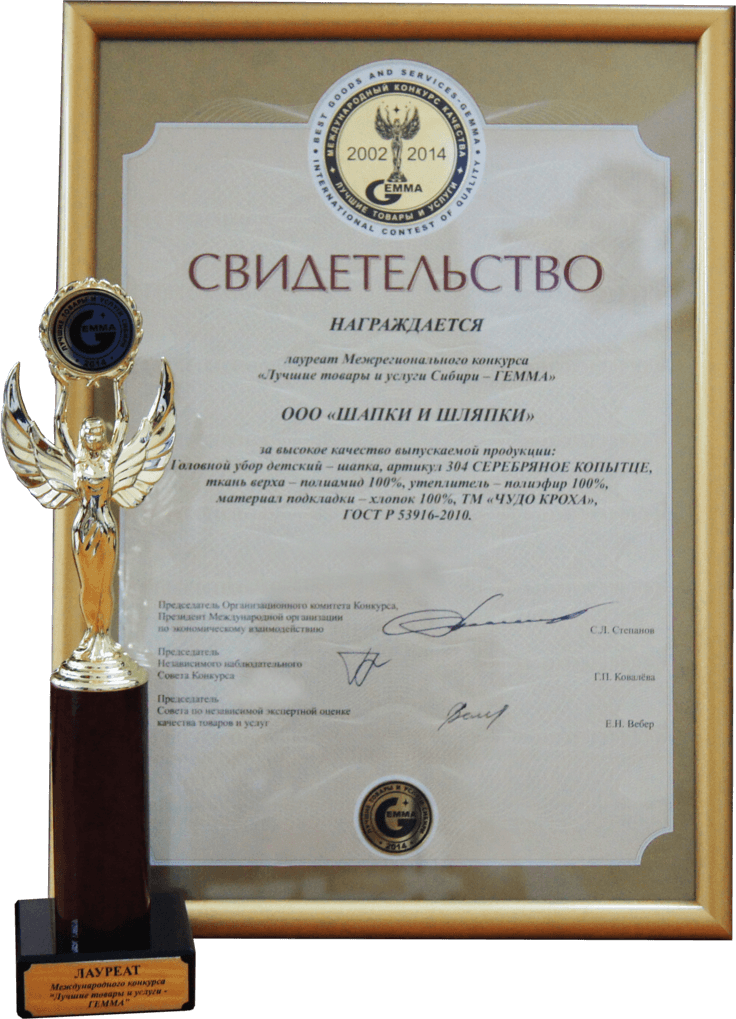 • BEST GOODS AND SERVICES-GEMMA •
INTERNATIONAL CONTEST OF QUALITY
МЕЖДУНАРОДНЫЙ КОНКУРС КАЧЕСТВА
2002 2014
GEMMA
• ЛУЧШИЕ ТОВАРЫ И УСЛУГИ •
СВИДЕТЕЛЬСТВО
НАГРАЖДАЕТСЯ
лауреат Межрегионального конкурса
«Лучшие товары и услуги Сибири – ГЕММА»
ООО «ШАПКИ И ШЛЯПКИ»
за высокое качество выпускаемой продукции:
Головной убор детский – шапка, артикул 304 СЕРЕБРЯНОЕ КОПЫТЦЕ,
ткань верха – полиамид 100%, утеплитель – полиэфир 100%,
материал подкладки – хлопок 100%, ТМ «ЧУДО КРОХА»,
ГОСТ Р 53916-2010.
Председатель Организационного комитета Конкурса,
Президент Международной организации
по экономическому взаимодействию
С.Л. Степанов
Председатель
Независимого наблюдательного
Совета Конкурса
Г.П. Ковалёва
Председатель
Совета по независимой экспертной оценке
качества товаров и услуг
Е.Н. Вебер
ЛУЧШИЕ ТОВАРЫ И УСЛУГИ СИБИРИ
GEMMA
• 2014 •
ЛУЧШИЕ ТОВАРЫ И УСЛУГИ СИБИРИ
GEMMA
• 2014 •
ЛАУРЕАТ
Международного конкурса
"Лучшие товары и услуги -
ГЕММА"